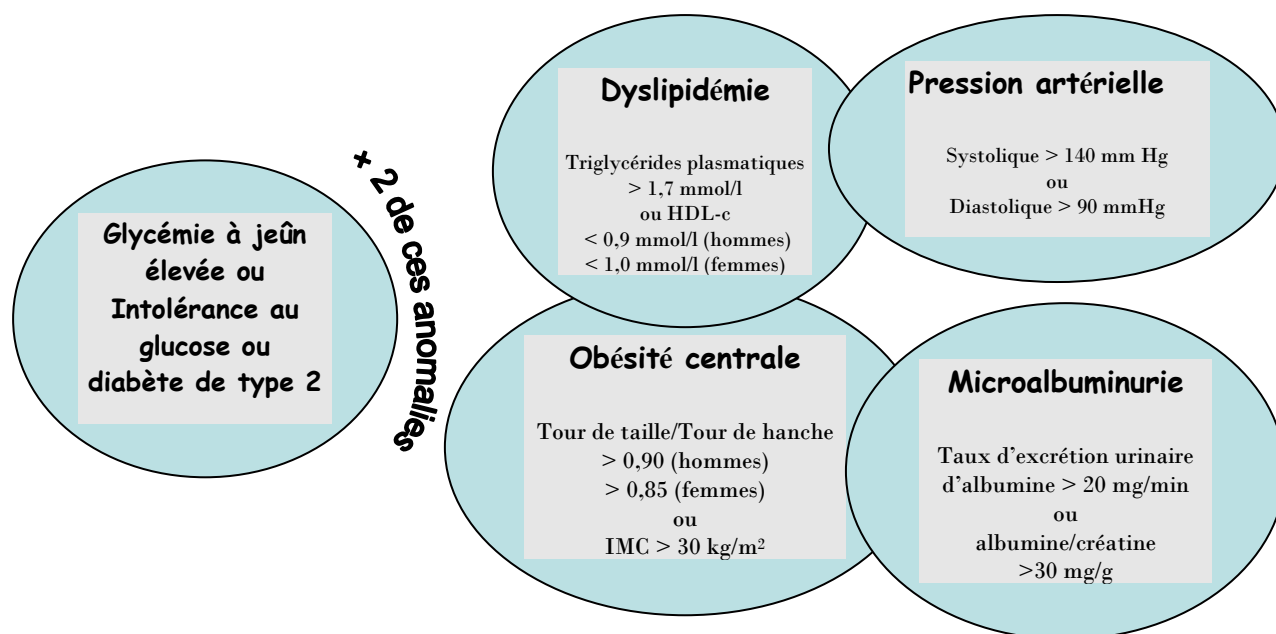 Glycémie à jeûn
élevée ou
Intolérance au
glucose ou
diabète de type 2
+ 2 de ces anomalies
Dyslipidémie
Triglycérides plasmatiques
> 1,7 mmol/l
ou HDL-c
< 0,9 mmol/l (hommes)
< 1,0 mmol/l (femmes)
Pression artérielle
Systolique > 140 mm Hg
ou
Diastolique > 90 mmHg
Obésité centrale
Tour de taille/Tour de hanche
> 0,90 (hommes)
> 0,85 (femmes)
ou
IMC > 30 kg/m²
Microalbuminurie
Taux d'excrétion urinaire
d'albumine > 20 mg/min
ou
albumine/créatine
>30 mg/g